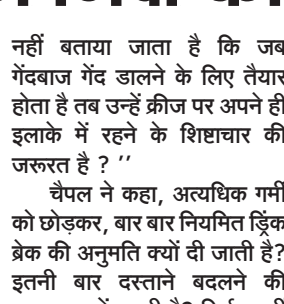 नहीं बताया जाता है कि जब
गेंदबाज गेंद डालने के लिए तैयार
होता है तब उन्हें क्रीज पर अपने ही
इलाके में रहने के शिष्टाचार की
जरूरत है ? ’’
चैपल ने कहा, अत्यधिक गर्मी
को छोड़कर, बार बार नियमित ड्रिंक
ब्रेक की अनुमति क्यों दी जाती है?
इतनी बार दस्ताने बदलने की